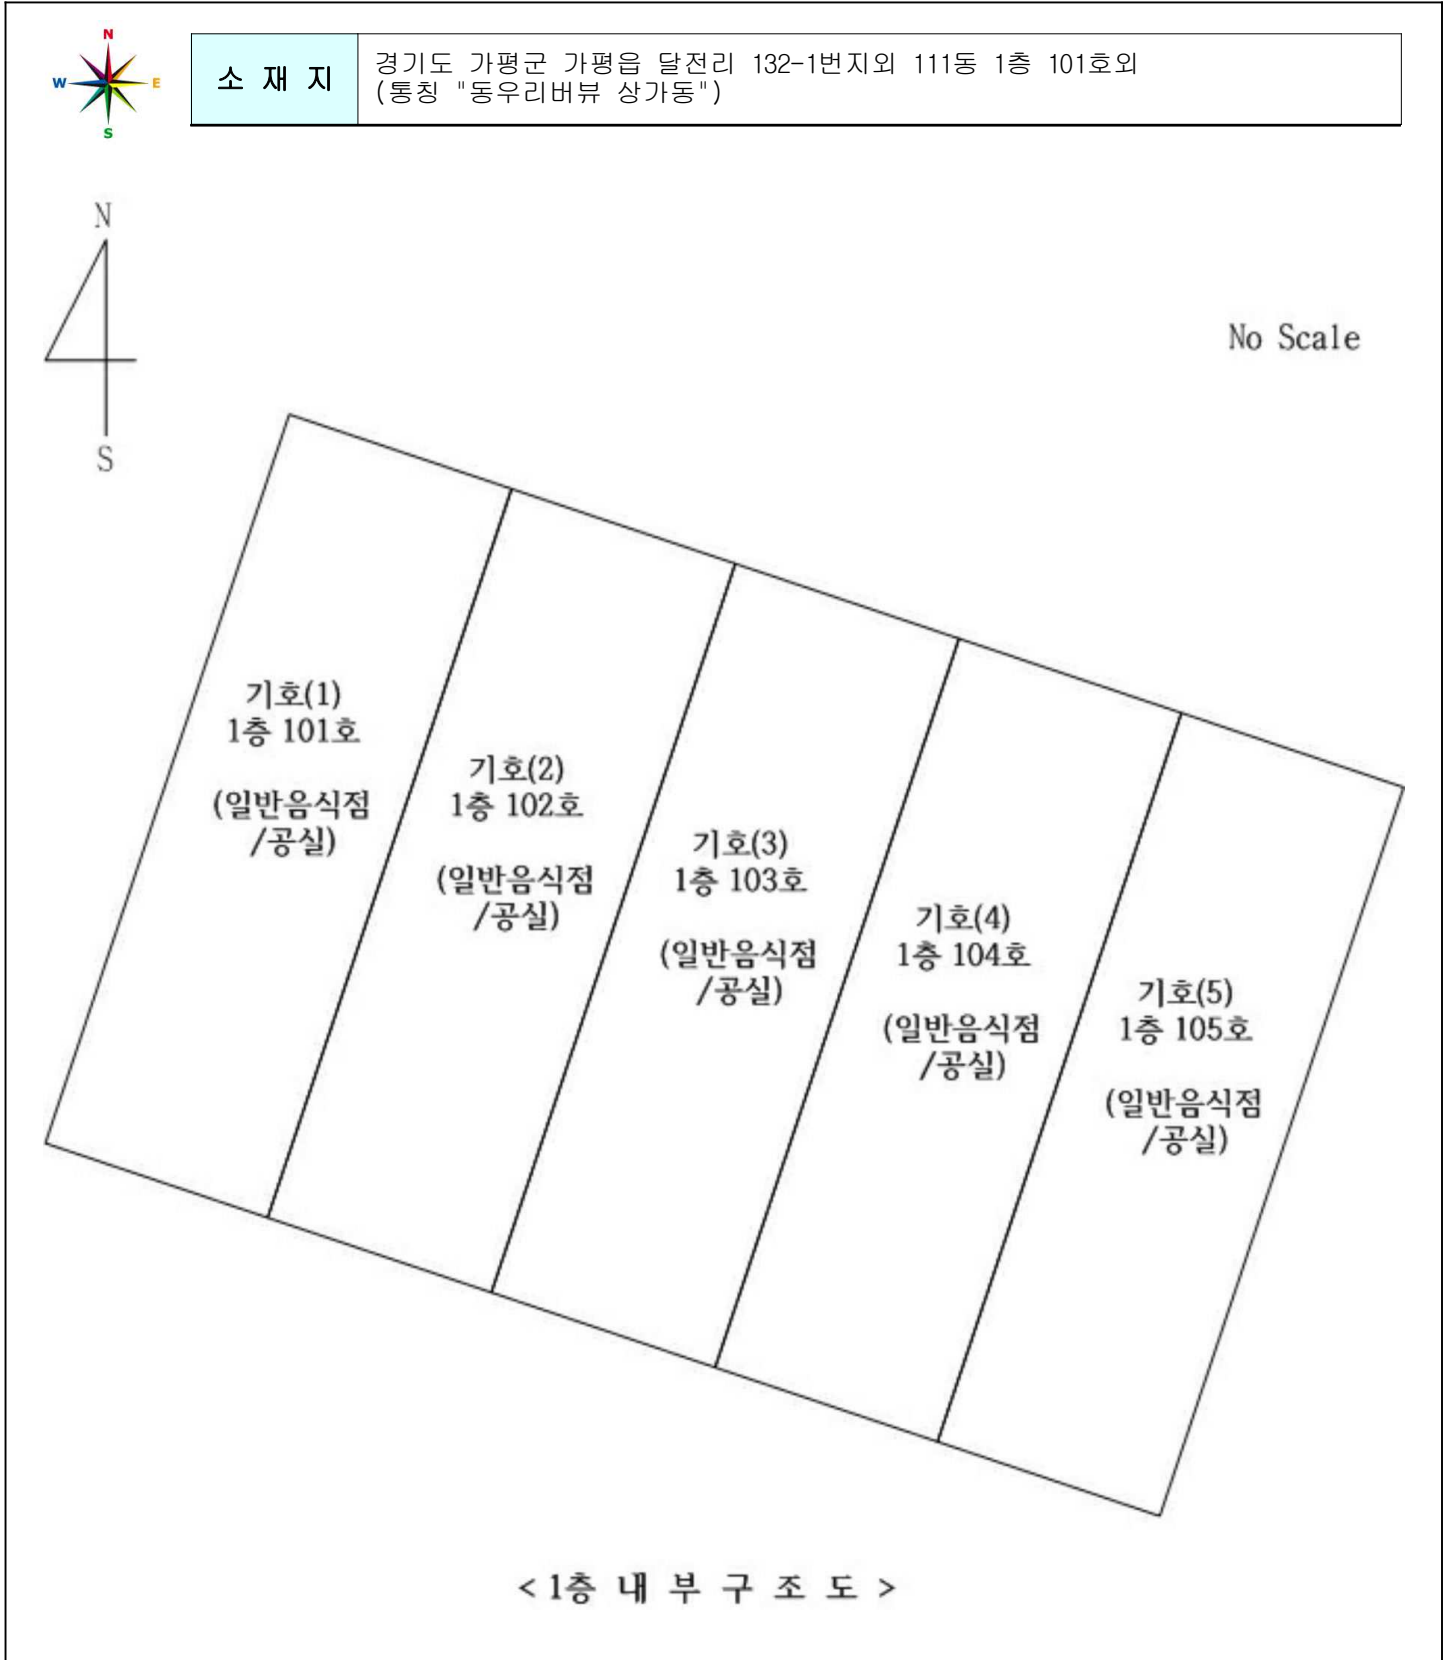 N
W
E
S
소 재 지
경기도 가평군 가평읍 달전리 132-1번지외 111동 1층 101호외
(통칭 "동우리버뷰 상가동")
N
S
No Scale
기호(1)
1층 101호
(일반음식점
/공실)
기호(2)
1층 102호
(일반음식점
/공실)
기호(3)
1층 103호
(일반음식점
/공실)
기호(4)
1층 104호
(일반음식점
/공실)
기호(5)
1층 105호
(일반음식점
/공실)
< 1층 내 부 구 조 도 >